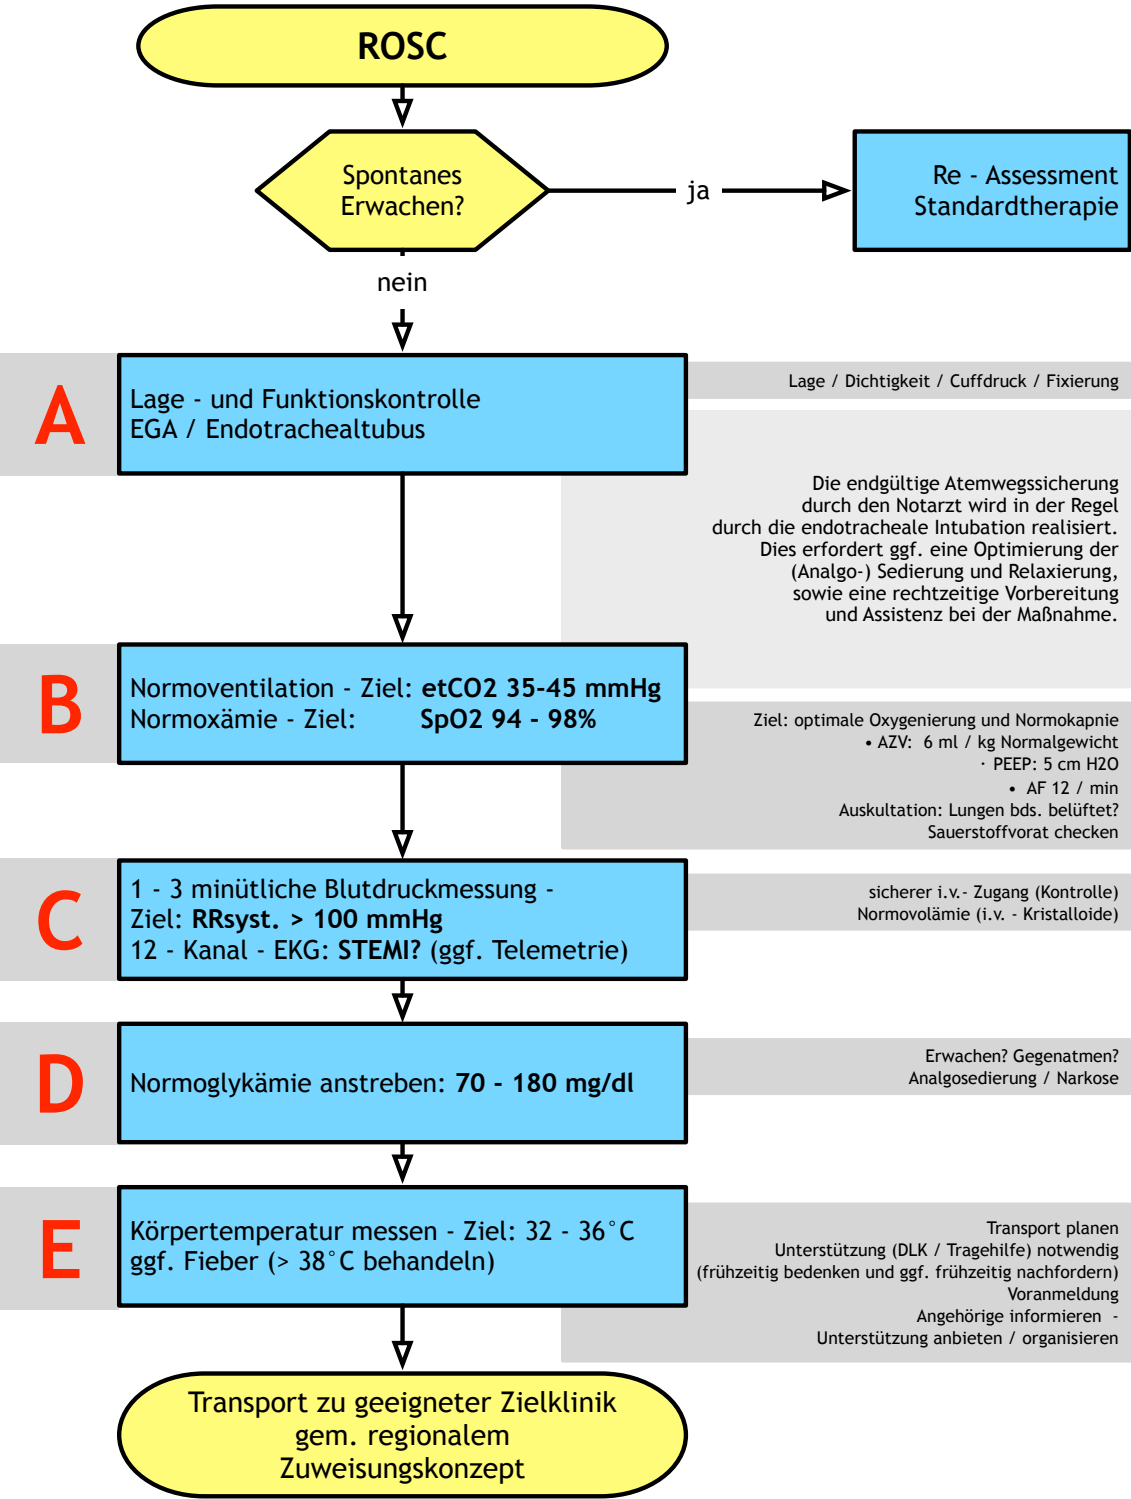 ROSC
Spontanes
Erwachen?
ja
Re - Assessment
Standardtherapie
nein
A
Lage - und Funktionskontrolle
EGA / Endotrachealtubus
Lage / Dichtigkeit / Cuffdruck / Fixierung
Die endgültige Atemwegssicherung
durch den Notarzt wird in der Regel
durch die endotracheale Intubation realisiert.
Dies erfordert ggf. eine Optimierung der
(Analgo-) Sedierung und Relaxierung,
sowie eine rechtzeitige Vorbereitung
und Assistenz bei der Maßnahme.
B
Normoventilation - Ziel: etCO2 35-45 mmHg
Normoxämie - Ziel: SpO2 94 - 98%
Ziel: optimale Oxygenierung und Normokapnie
• AZV: 6 ml / kg Normalgewicht
· PEEP: 5 cm H2O
• AF 12 / min
Auskultation: Lungen bds. belüftet?
Sauerstoffvorat checken
C
1 - 3 minütliche Blutdruckmessung -
Ziel: RRsyst. > 100 mmHg
12 - Kanal - EKG: STEMI? (ggf. Telemetrie)
sicherer i.v.- Zugang (Kontrolle)
Normovolämie (i.v. - Kristalloide)
D
Normoglykämie anstreben: 70 - 180 mg/dl
Erwachen? Gegenatmen?
Analgosedierung / Narkose
E
Körpertemperatur messen - Ziel: 32 - 36°C
ggf. Fieber (> 38°C behandeln)
Transport planen
Unterstützung (DLK / Tragehilfe) notwendig
(frühzeitig bedenken und ggf. frühzeitig nachfordern)
Voranmeldung
Angehörige informieren -
Unterstützung anbieten / organisieren
Transport zu geeigneter Zielklinik
gem. regionalem
Zuweisungskonzept